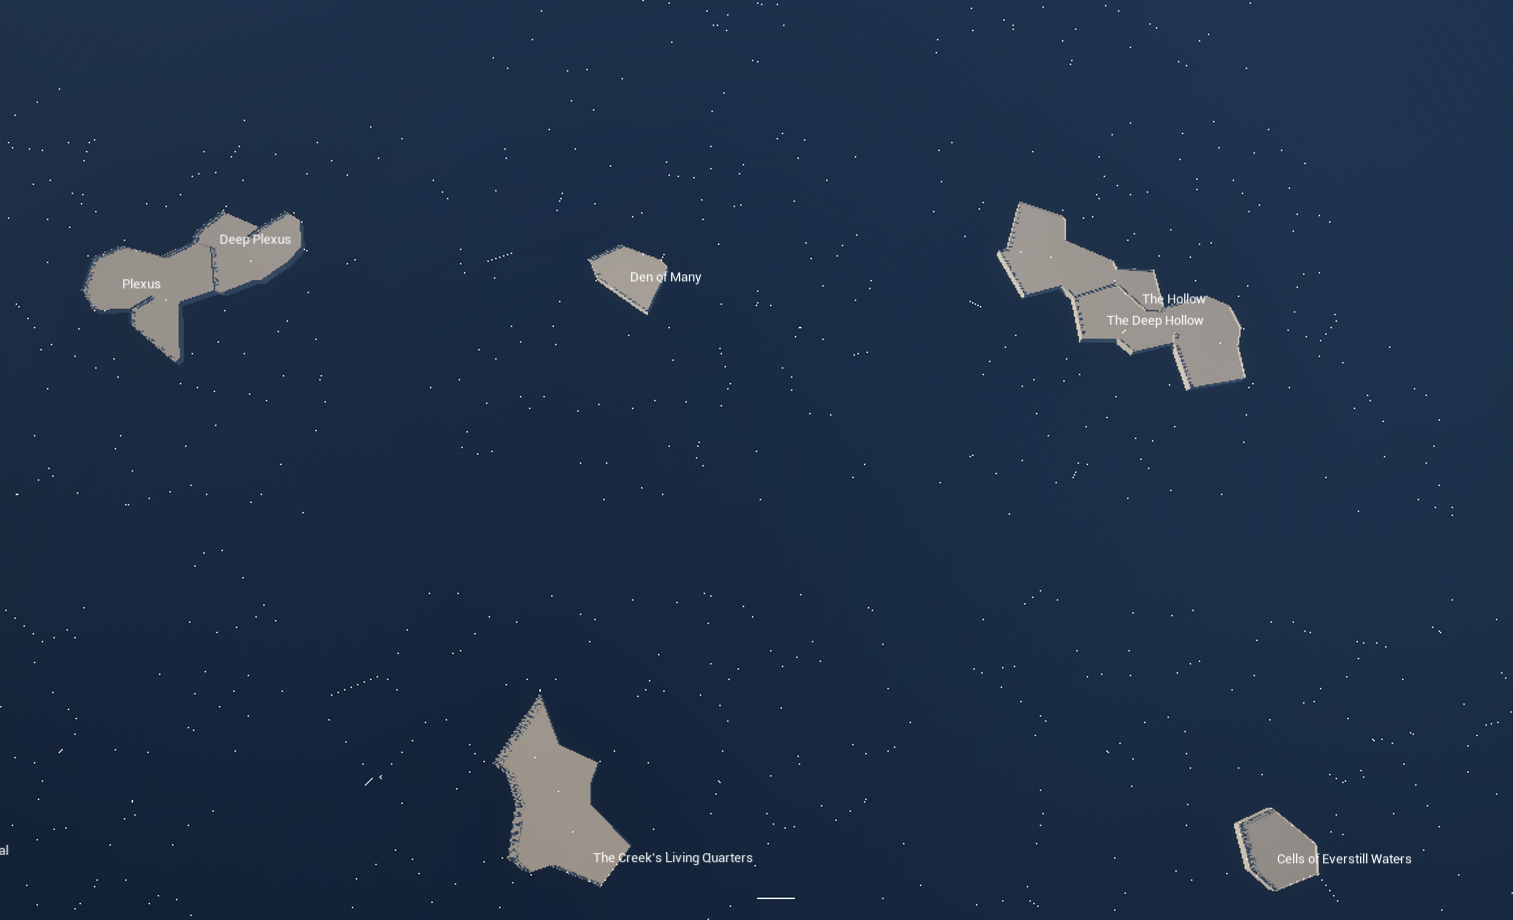 Deep Plexus
Plexus
Den of Many
The Hollow
The Deep Hollow
al
The Creek's Living Quarters
Cells of Everstill Waters